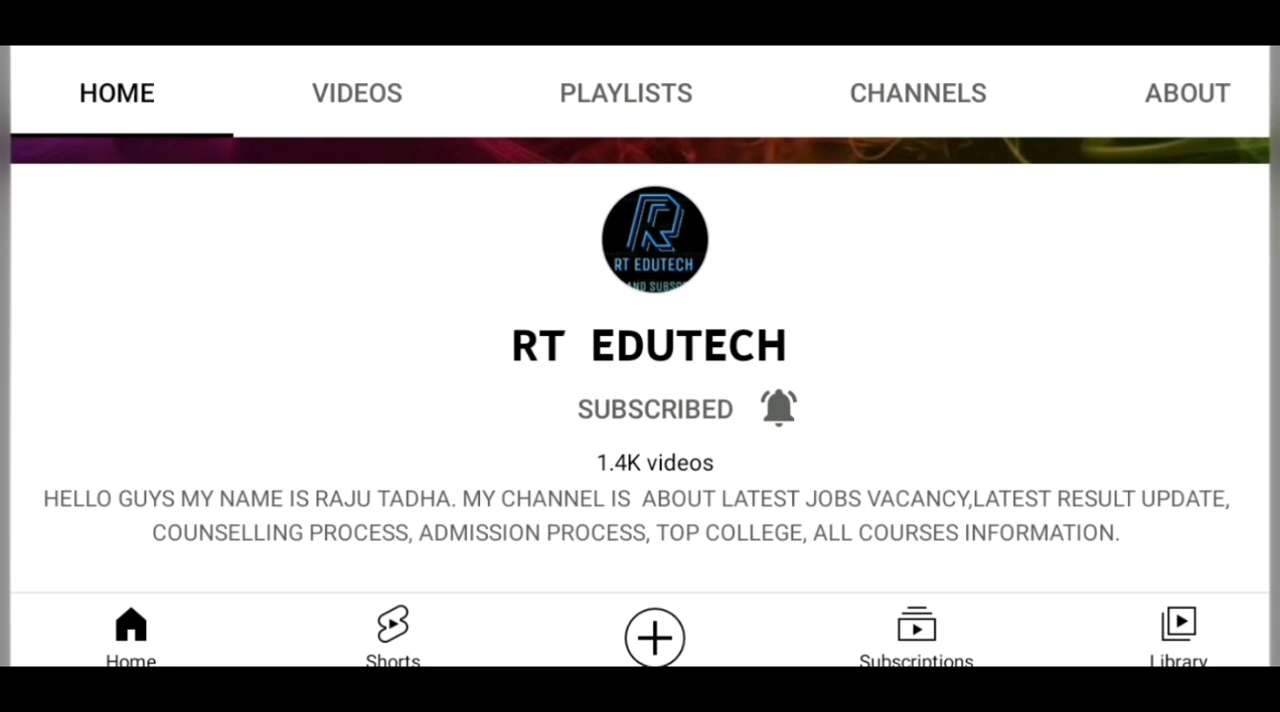 HOME VIDEOS PLAYLISTS CHANNELS ABOUT
RT EDUTECH
AND SUBSC
RT EDUTECH
SUBSCRIBED
1.4K videos
HELLO GUYS MY NAME IS RAJU TADHA. MY CHANNEL IS ABOUT LATEST JOBS VACANCY,LATEST RESULT UPDATE,
COUNSELLING PROCESS, ADMISSION PROCESS, TOP COLLEGE, ALL COURSES INFORMATION.
Home Shorts Subscriptions Library